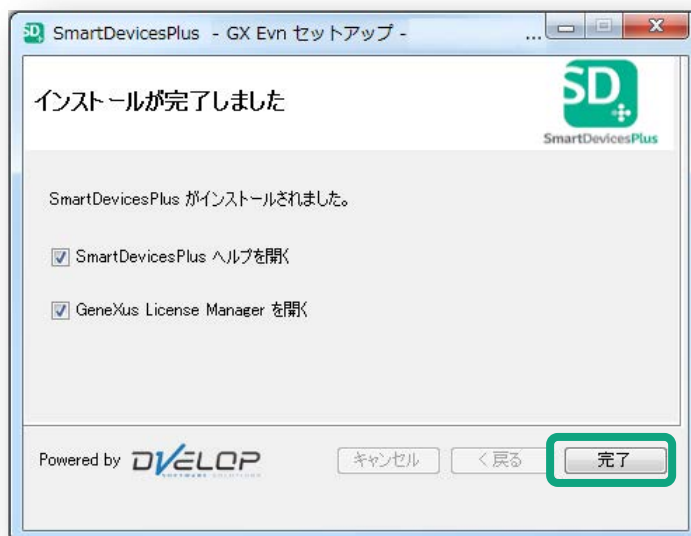 SmartDevicesPlus - GX Evn セットアップ - ...
インストールが完了しました
SD
SmartDevicesPlus
SmartDevicesPlus がインストールされました。
SmartDevicesPlus ヘルプを開く
GeneXus License Manager を開く
Powered by DVELOP
SOFTWARE SOLUTIONS
キャンセル
< 戻る
完了